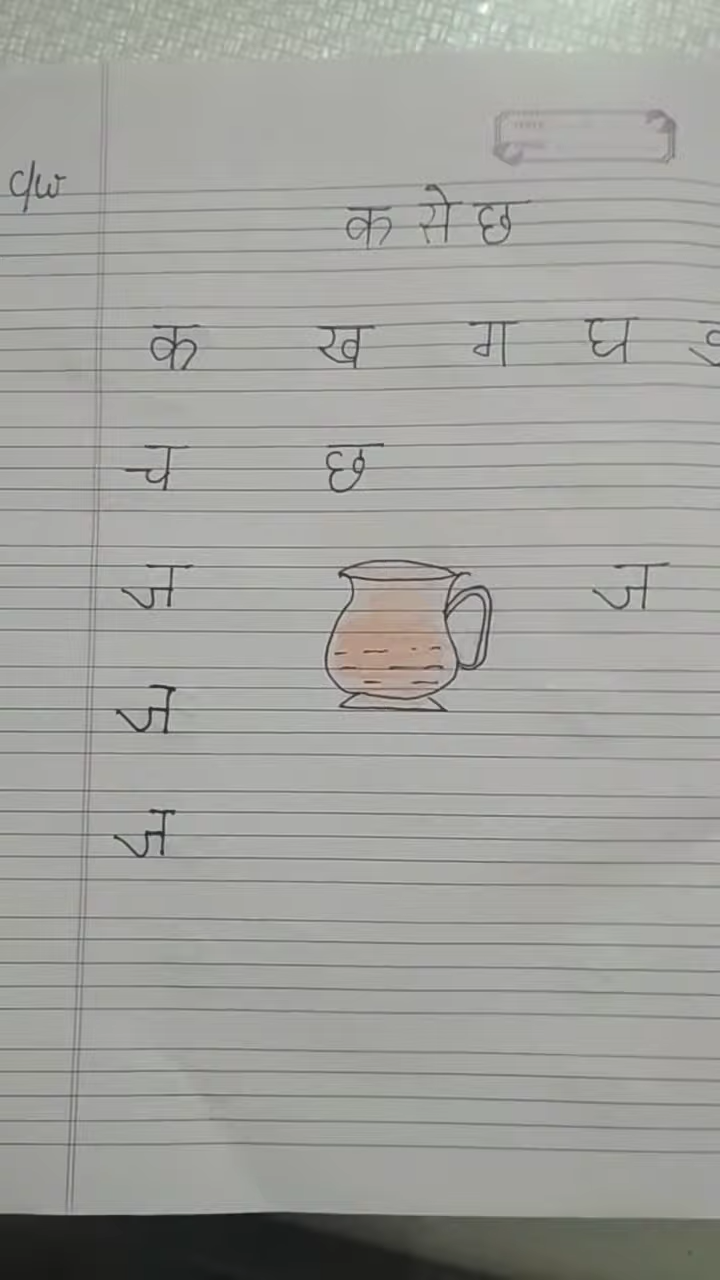 c/w
क से छ
क ख ग घ
च छ
ज ज
ज
ज